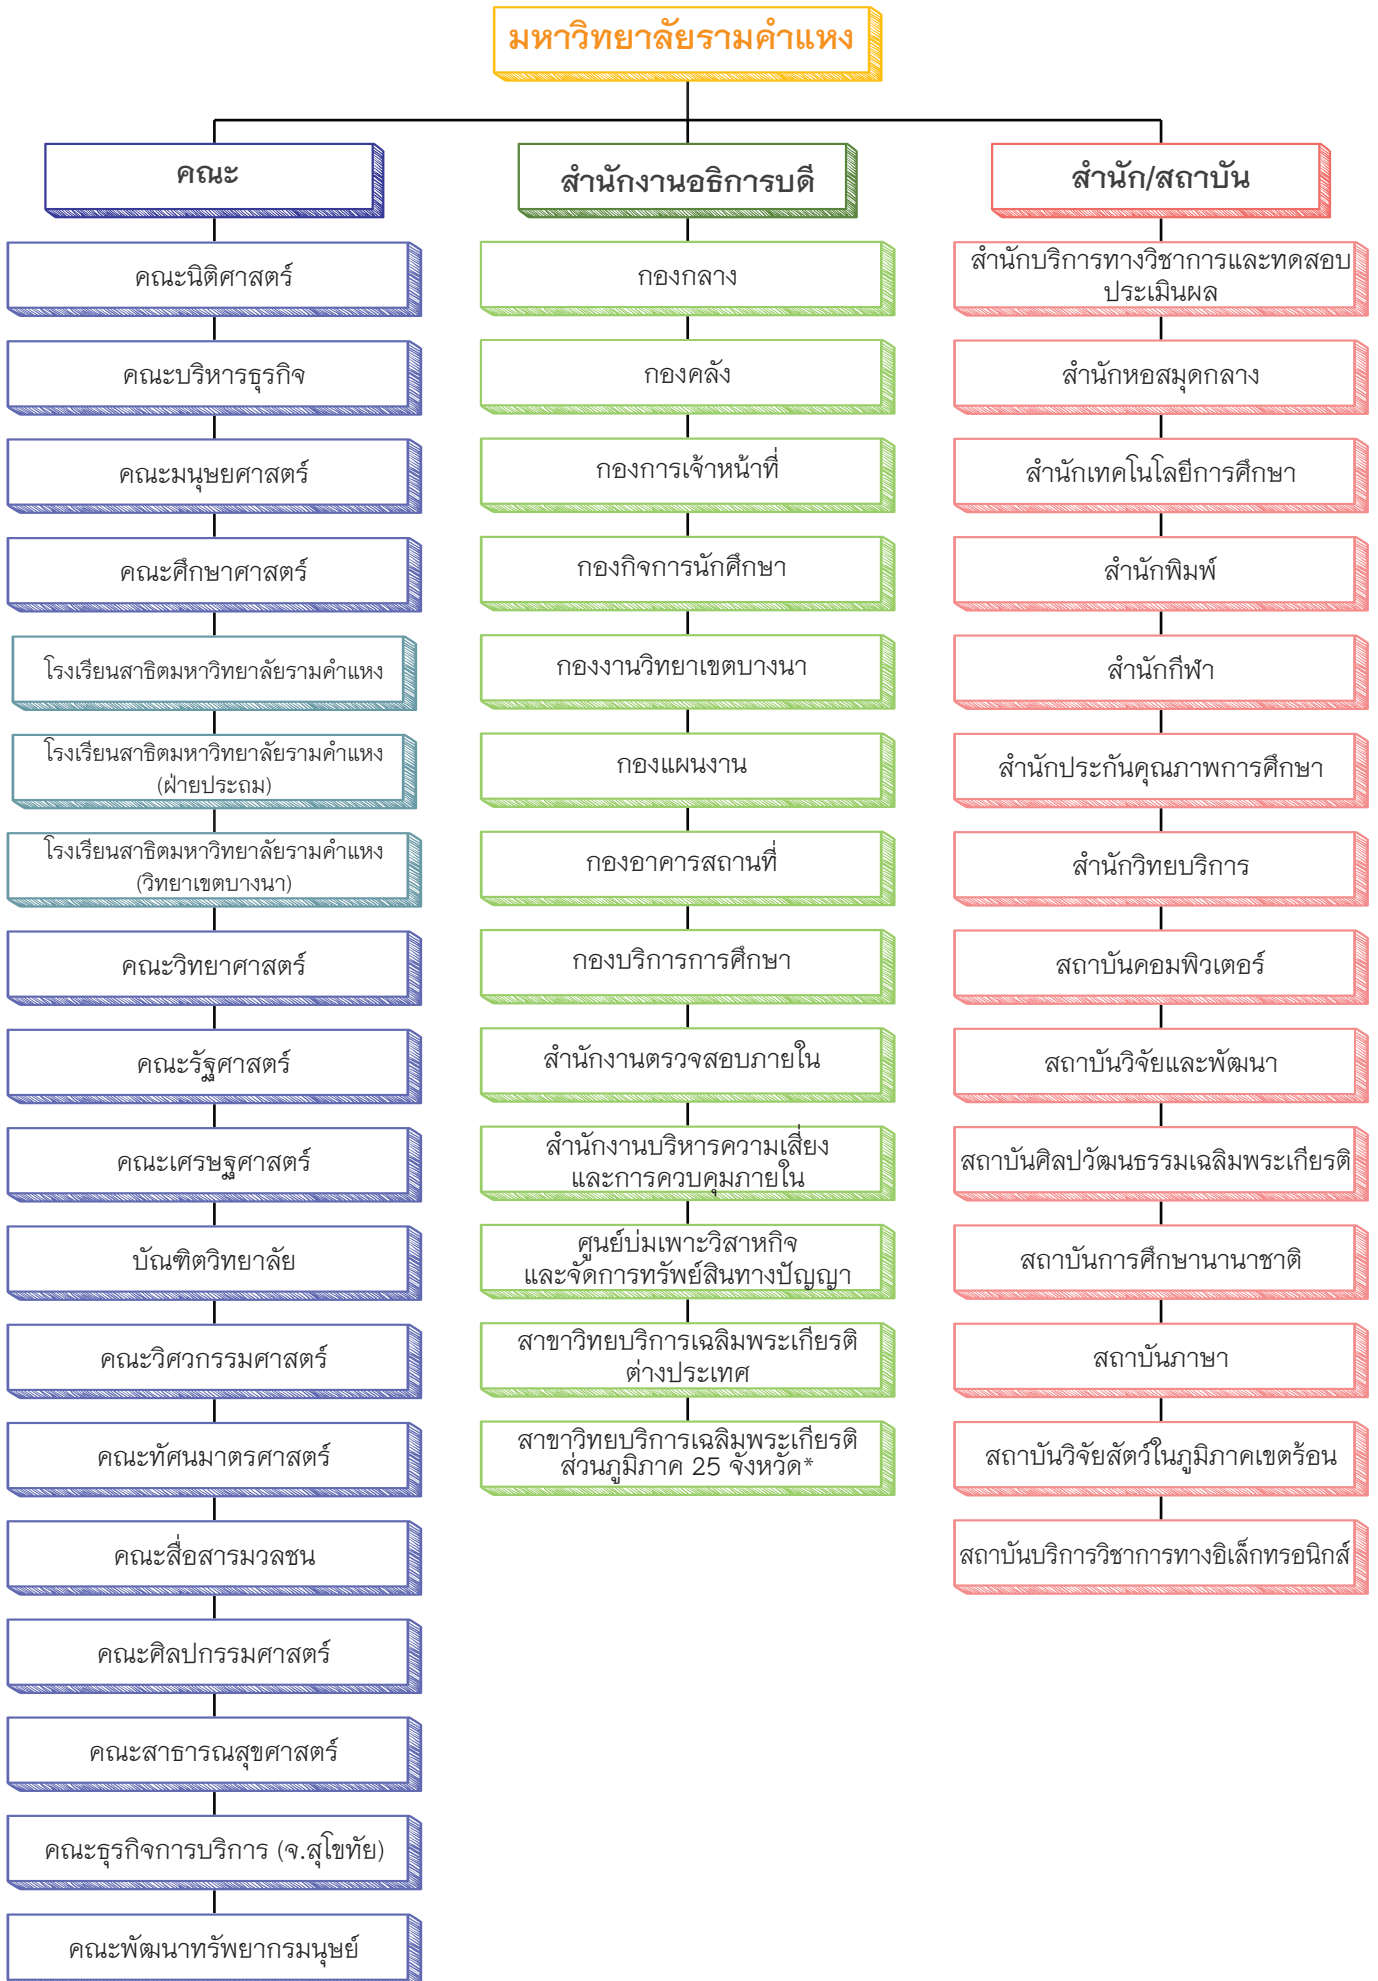 มหาวิทยาลัยรามคำแหง
คณะ
คณะนิติศาสตร์
คณะบริหารธุรกิจ
คณะมนุษยศาสตร์
คณะศึกษาศาสตร์
โรงเรียนสาธิตมหาวิทยาลัยรามคำแหง
โรงเรียนสาธิตมหาวิทยาลัยรามคำแหง
(ฝ่ายประถม)
โรงเรียนสาธิตมหาวิทยาลัยรามคำแหง
(วิทยาเขตบางนา)
คณะวิทยาศาสตร์
คณะรัฐศาสตร์
คณะเศรษฐศาสตร์
บัณฑิตวิทยาลัย
คณะวิศวกรรมศาสตร์
คณะทัศนมาตรศาสตร์
คณะสื่อสารมวลชน
คณะศิลปกรรมศาสตร์
คณะสาธารณสุขศาสตร์
คณะธุรกิจการบริการ (จ.สุโขทัย)
คณะพัฒนาทรัพยากรมนุษย์
สำนักงานอธิการบดี
กองกลาง
กองคลัง
กองการเจ้าหน้าที่
กองกิจการนักศึกษา
กองงานวิทยาเขตบางนา
กองแผนงาน
กองอาคารสถานที่
กองบริการการศึกษา
สำนักงานตรวจสอบภายใน
สำนักงานบริหารความเสี่ยง
และการควบคุมภายใน
ศูนย์บ่มเพาะวิสาหกิจ
และจัดการทรัพย์สินทางปัญญา
สาขาวิทยบริการเฉลิมพระเกียรติ
ต่างประเทศ
สาขาวิทยบริการเฉลิมพระเกียรติ
ส่วนภูมิภาค 25 จังหวัด*
สำนัก/สถาบัน
สำนักบริการทางวิชาการและทดสอบ
ประเมินผล
สำนักหอสมุดกลาง
สำนักเทคโนโลยีการศึกษา
สำนักพิมพ์
สำนักกีฬา
สำนักประกันคุณภาพการศึกษา
สำนักวิทยบริการ
สถาบันคอมพิวเตอร์
สถาบันวิจัยและพัฒนา
สถาบันศิลปวัฒนธรรมเฉลิมพระเกียรติ
สถาบันการศึกษานานาชาติ
สถาบันภาษา
สถาบันวิจัยสัตว์ในภูมิภาคเขตร้อน
สถาบันบริการวิชาการทางอิเล็กทรอนิกส์